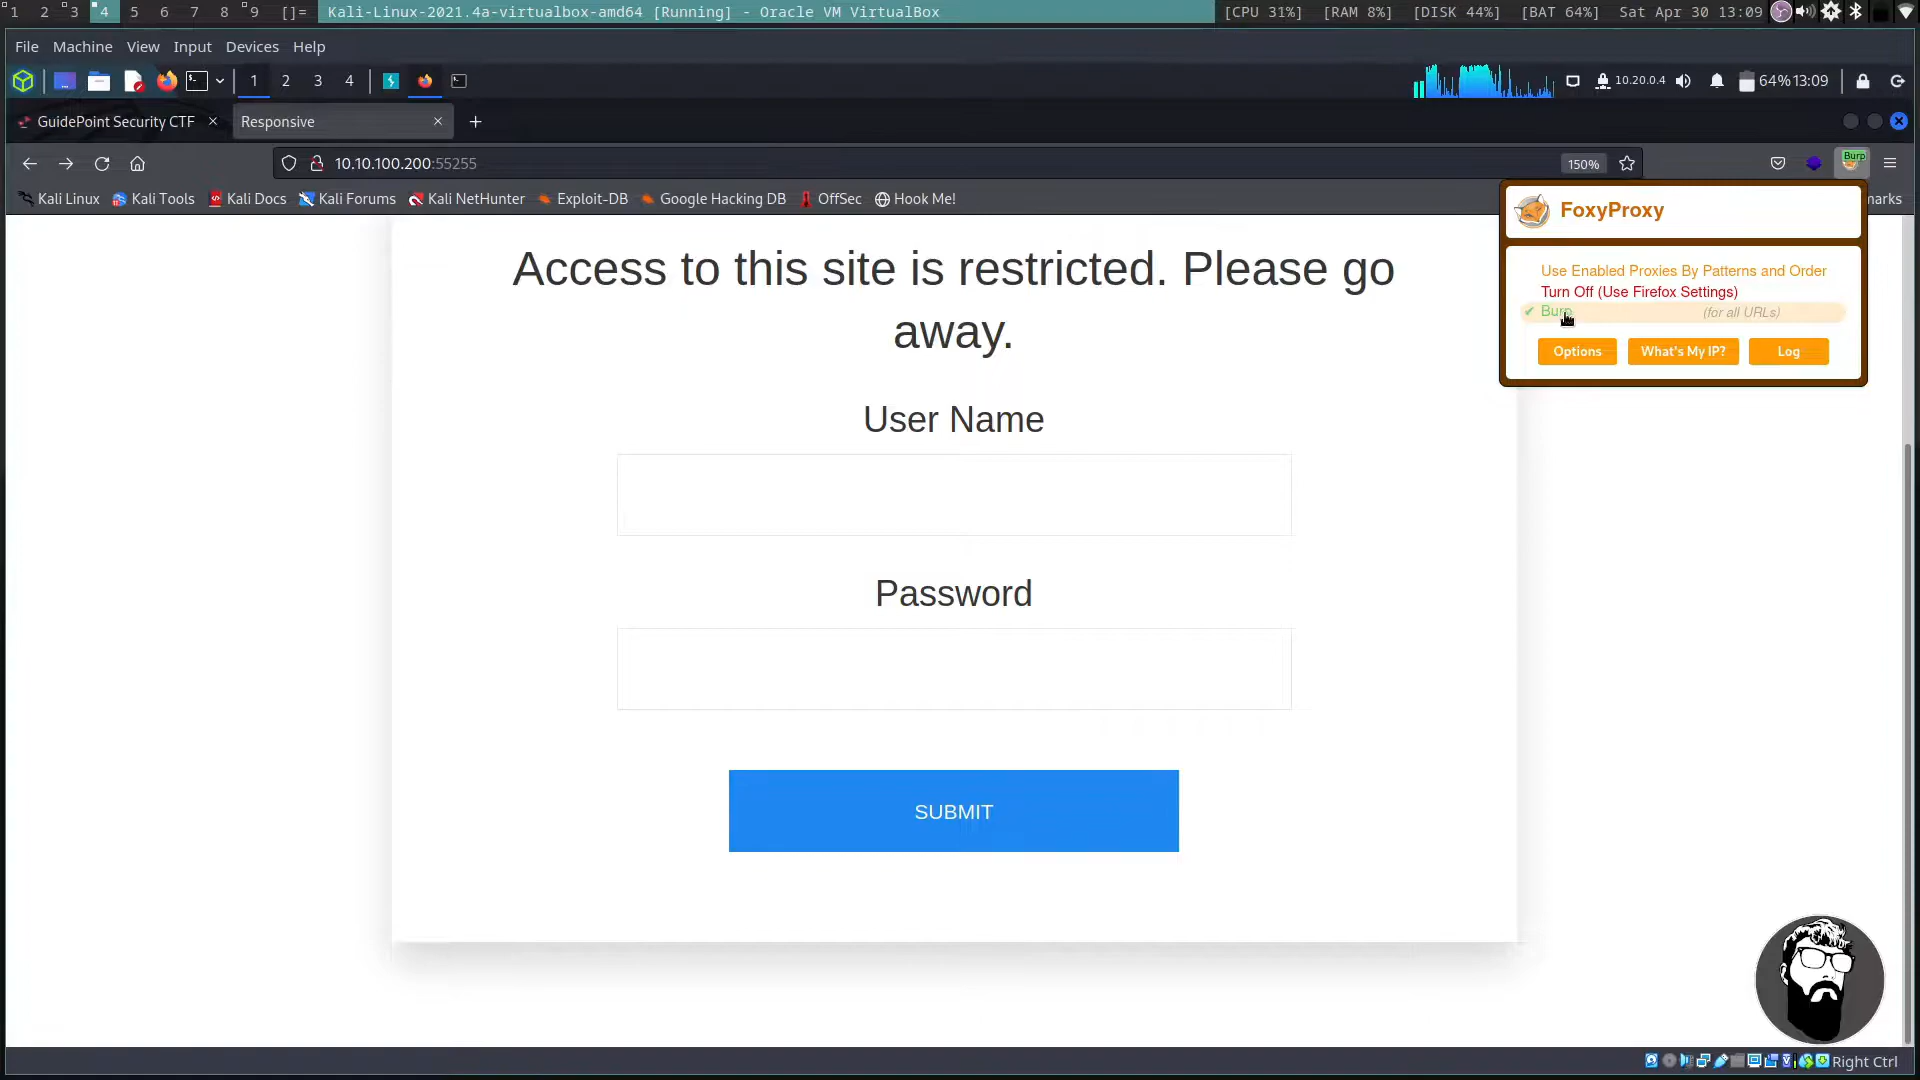 1 2 3 4 5 6 7 8 9 []= Kali-Linux-2021.4a-virtualbox-amd64 [Running] - Oracle VM VirtualBox [CPU 31%] [RAM 8%] [DISK 44%] [BAT 64%] Sat Apr 30 13:09
File Machine View Input Devices Help
1 2 3 4 10.20.0.4 64% 13:09
GuidePoint Security CTF Responsive
10.10.100.200:55255 150% Burp
Kali Linux Kali Tools Kali Docs Kali Forums Kali NetHunter Exploit-DB Google Hacking DB OffSec Hook Me! marks
FoxyProxy
Use Enabled Proxies By Patterns and Order
Turn Off (Use Firefox Settings)
✔ Burp (for all URLs)
Options What's My IP? Log
Access to this site is restricted. Please go
away.
User Name
Password
SUBMIT
Right Ctrl